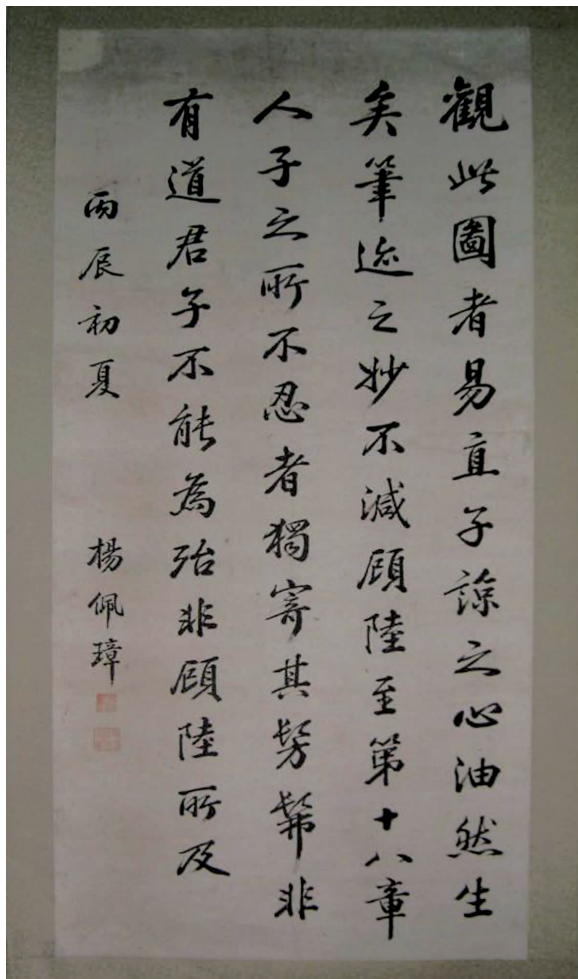 觀此圖者易直子諒之心油然生
矣筆迹之妙不減顧陸至第十八章
人子之所不忍者獨寄其髣髴非
有道君子不能為殆非顧陸所及
丙辰初夏
楊佩璋